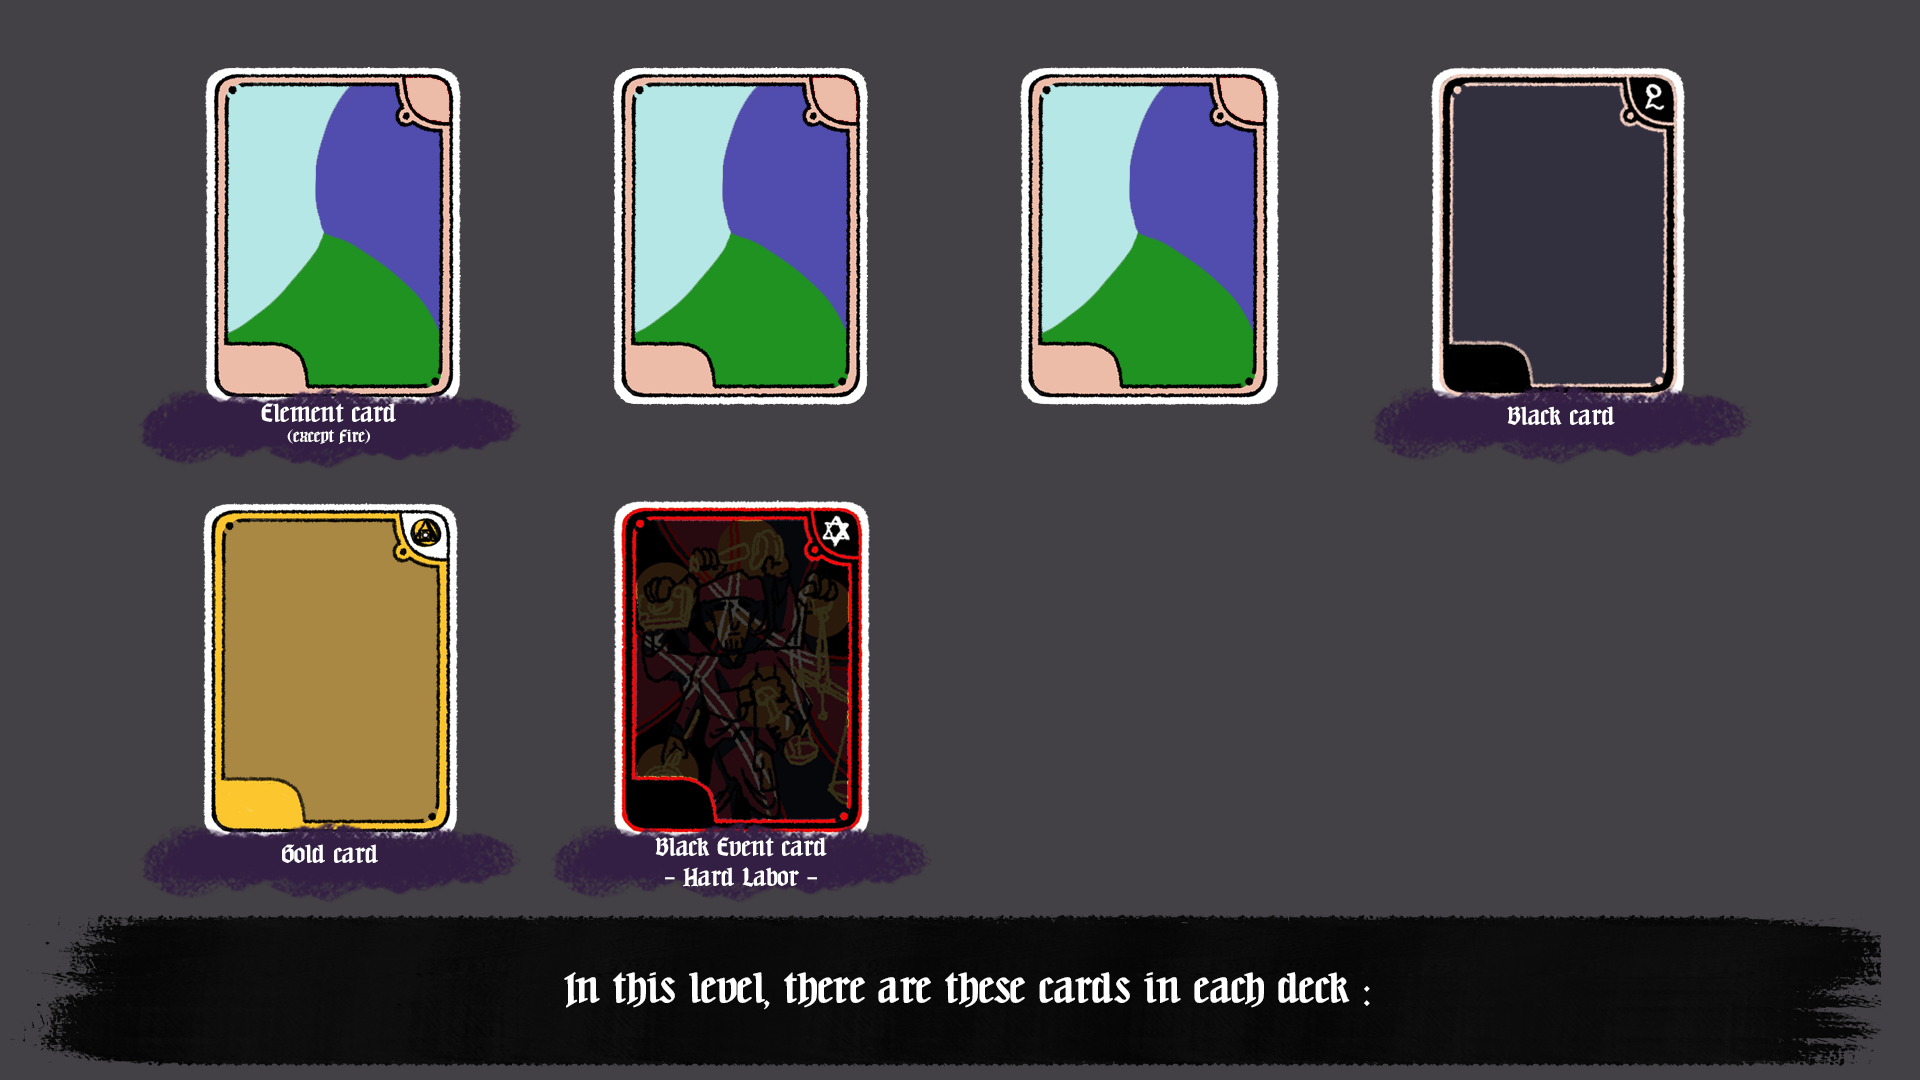 Element card
(except Fire)
Black card
Gold card
Black Event card
- Hard Labor -
In this level, there are these cards in each deck :